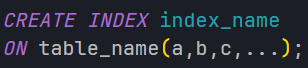 CREATE INDEX index_name
ON table_name(a,b,c,...);